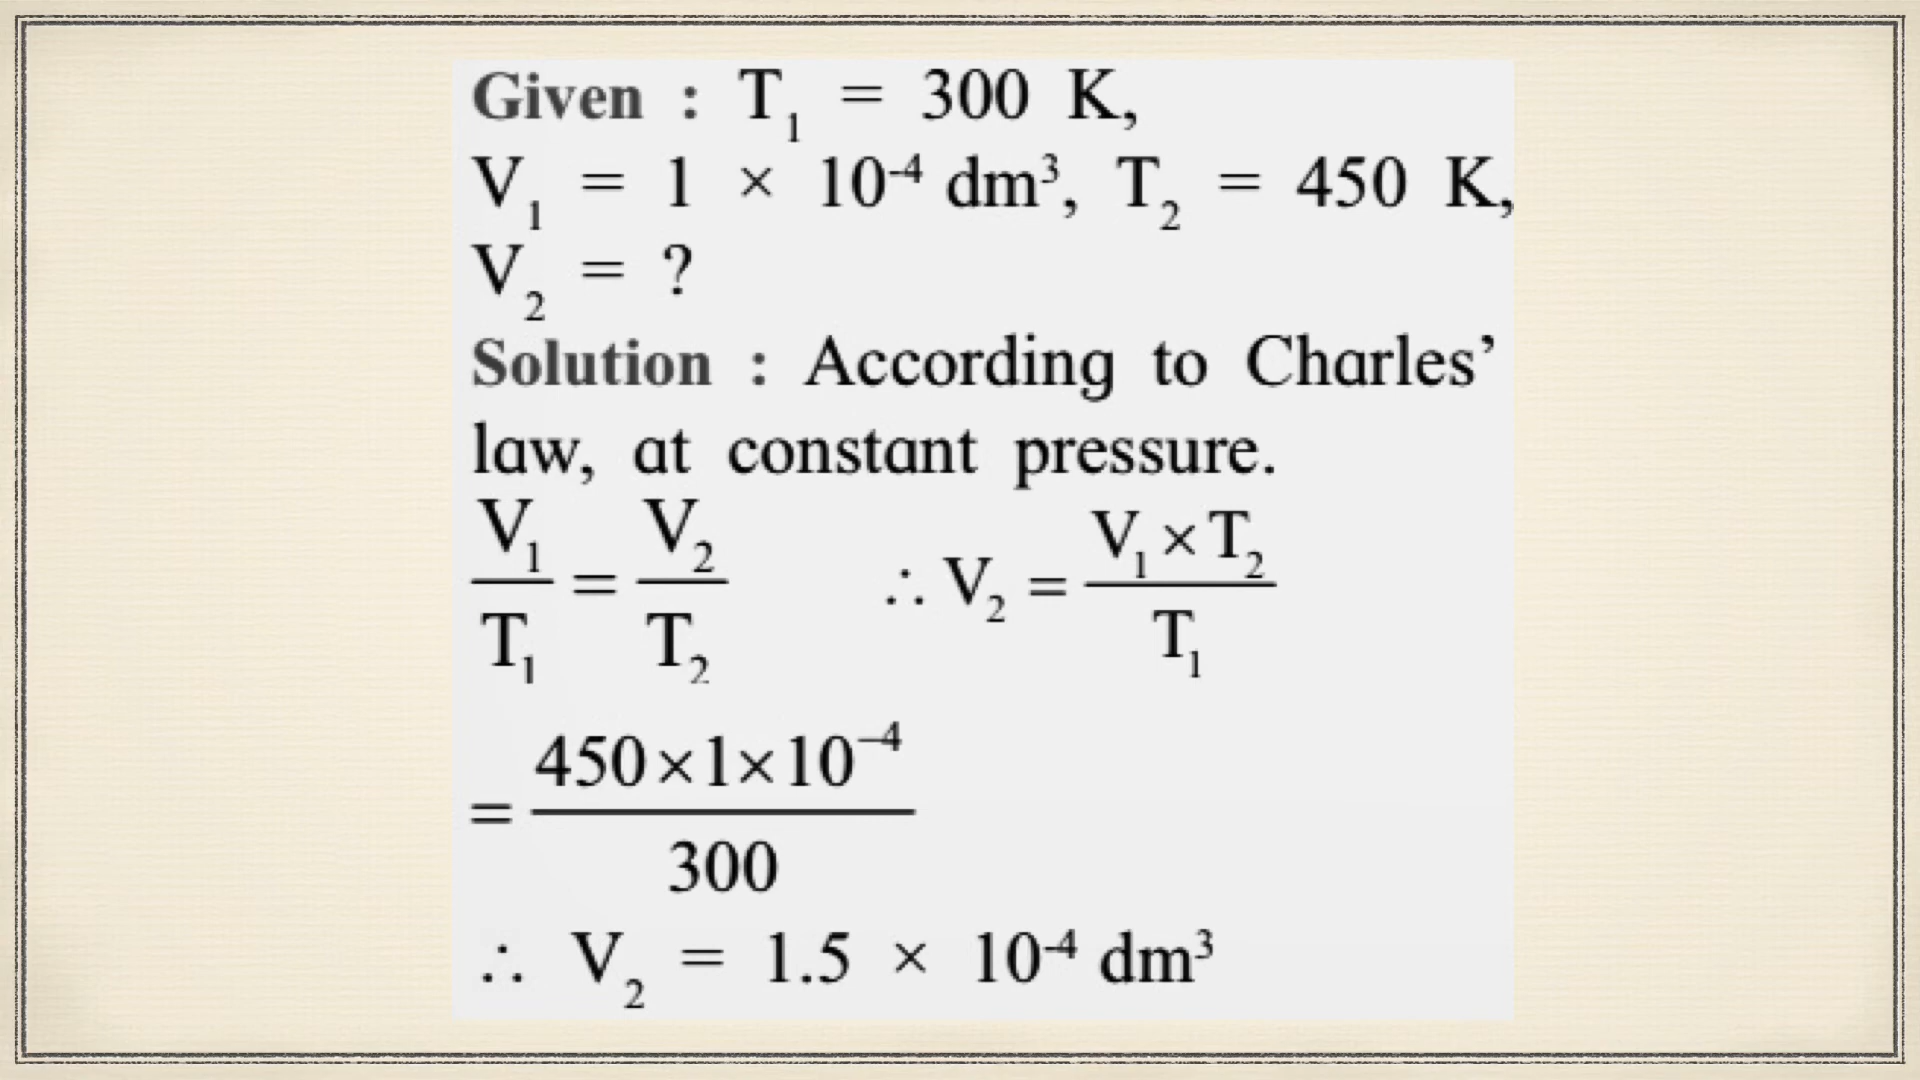 Given : T₁ = 300 K,
V₁ = 1 × 10⁻⁴ dm³, T₂ = 450 K,
V₂ = ?
Solution : According to Charles’
law, at constant pressure.
V₁/T₁ = V₂/T₂ ∴ V₂ = V₁ × T₂/T₁
= 450×1×10⁻⁴/300
∴ V₂ = 1.5 × 10⁻⁴ dm³